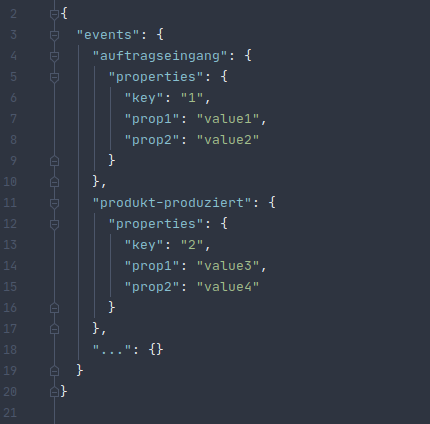 2 {
3   "events": {
4     "auftragseingang": {
5       "properties": {
6         "key": "1",
7         "prop1": "value1",
8         "prop2": "value2"
9       }
10     },
11     "produkt-produziert": {
12       "properties": {
13         "key": "2",
14         "prop1": "value3",
15         "prop2": "value4"
16       }
17     },
18     "...": {}
19   }
20 }
21